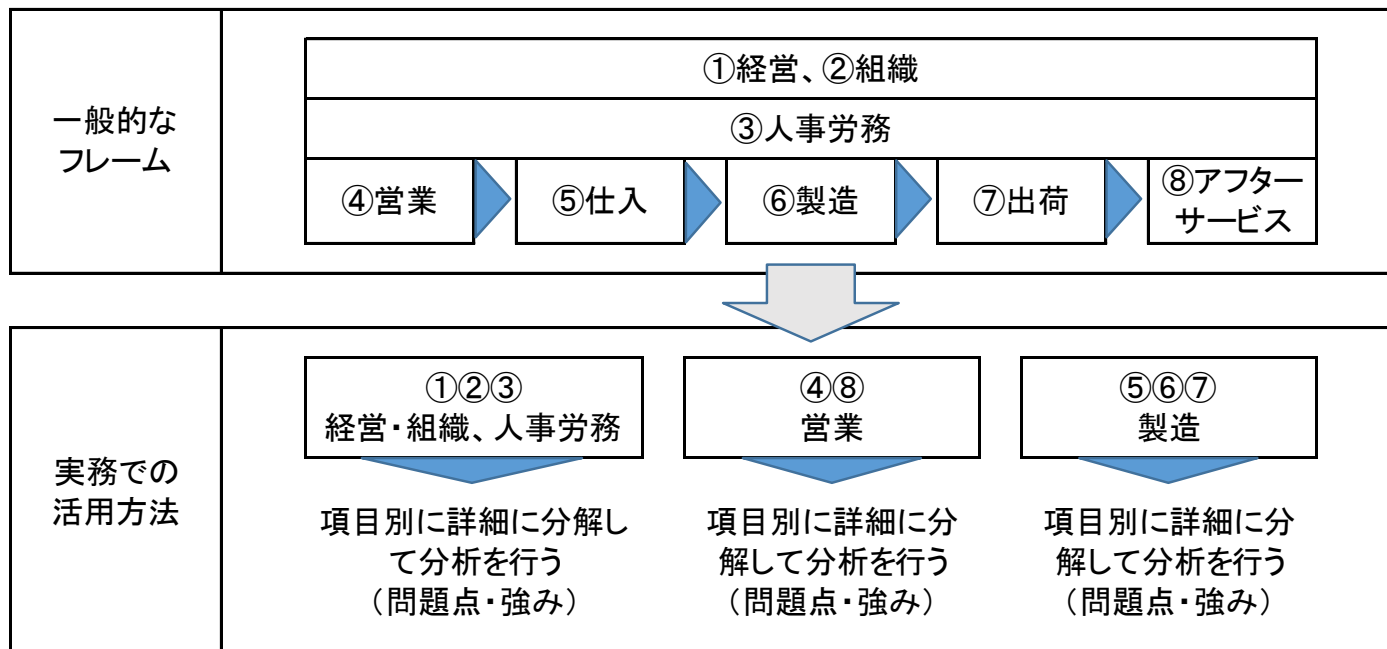 一般的な
フレーム
①経営、②組織
③人事労務
④営業
⑤仕入
⑥製造
⑦出荷
⑧アフター
サービス
実務での
活用方法
①②③
経営・組織、人事労務
項目別に詳細に分解し
て分析を行う
（問題点・強み）
④⑧
営業
項目別に詳細に分
解して分析を行う
（問題点・強み）
⑤⑥⑦
製造
項目別に詳細に分
解して分析を行う
（問題点・強み）